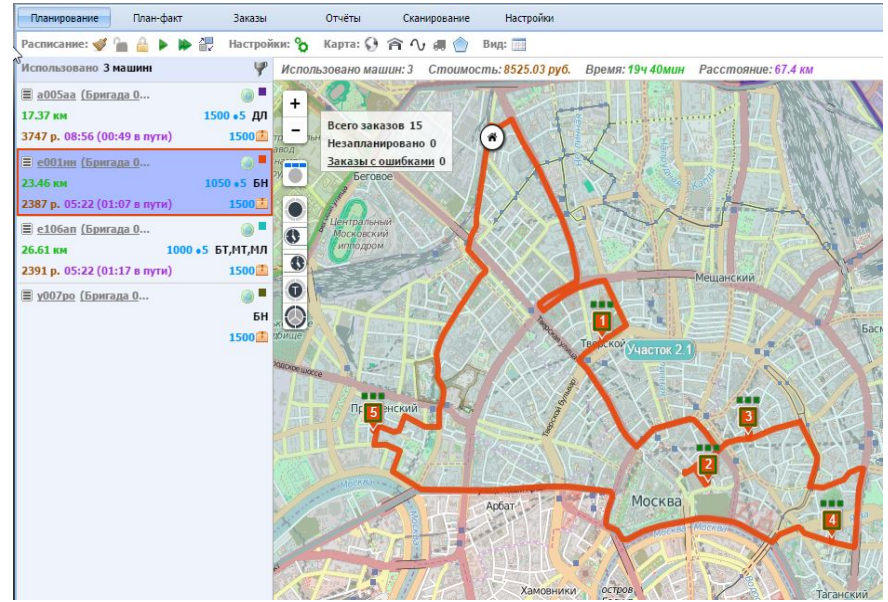 Планирование План-факт Заказы Отчёты Сканирование Настройки
Расписание: Настройки: Карта: Вид:
Использовано 3 машины
Использовано машин: 3 Стоимость: 8525.03 руб. Время: 19ч 40мин Расстояние: 67.4 км
а005аа (Бригада 0...
17.37 км 1500 •5 ДЛ
3747 р. 08:56 (00:49 в пути) 1500
е001нн (Бригада 0...
23.46 км 1050 •5 БН
2387 р. 05:22 (01:07 в пути) 1500
е106ап (Бригада 0...
26.61 км 1000 •5 БТ,МТ,МЛ
2391 р. 05:22 (01:17 в пути) 1500
у007ро (Бригада 0...
БН
1500
+
−
Всего заказов 15
Незапланировано 0
Заказы с ошибками 0
Беговое
Центральный
Московский
ипподром
T
Мещанский
1
Тверской
Участок 2.1
Тверская улица
Тверской бульвар
5
3
2
4
Москва
Арбат
Хамовники
остров
Таганский